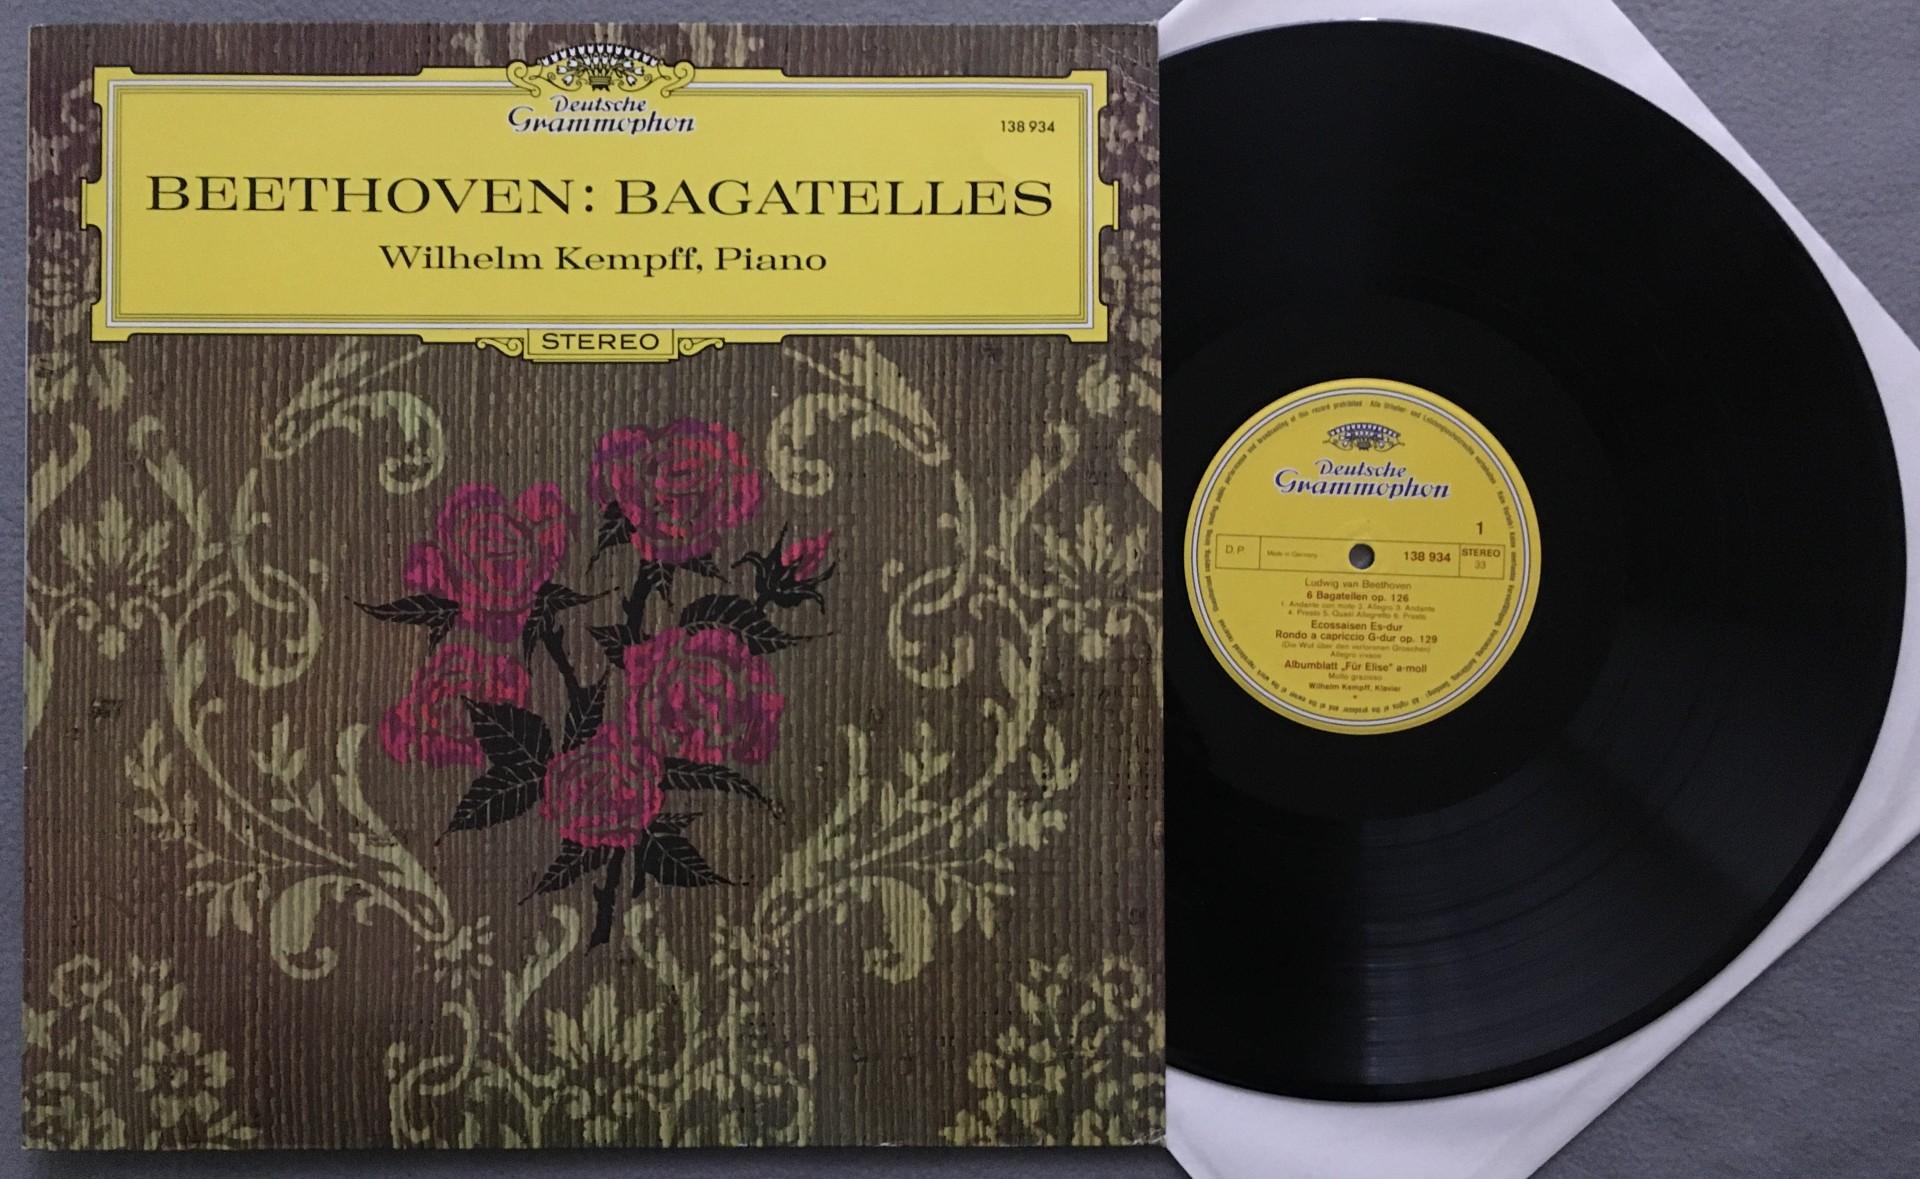 Deutsche
Grammophon
138 934
BEETHOVEN: BAGATELLES
Wilhelm Kempff, Piano
STEREO
Deutsche
Grammophon
1
D. P.
Made in Germany
138 934
STEREO
33
Ludwig van Beethoven
6 Bagatellen op. 126
1. Andante con moto 2. Allegro 3. Andante
4. Presto 5. Quasi Allegretto 6. Presto
Ecossaisen Es-dur
Rondo a capriccio G-dur op. 129
(Die Wut über den verlorenen Groschen)
Allegro vivace
Albumblatt „Für Elise” a-moll
Molto grazioso
Wilhelm Kempff, Klavier